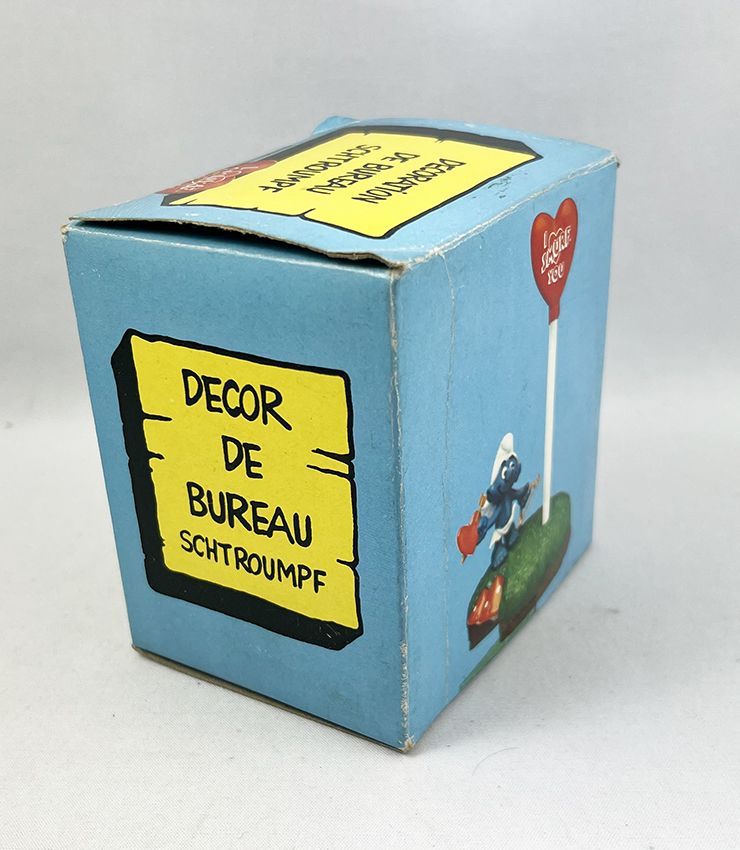 DECORATION
DE BUREAU
SCHTROUMPF
I
SMURF
YOU
DECOR
DE
BUREAU
SCHTROUMPF